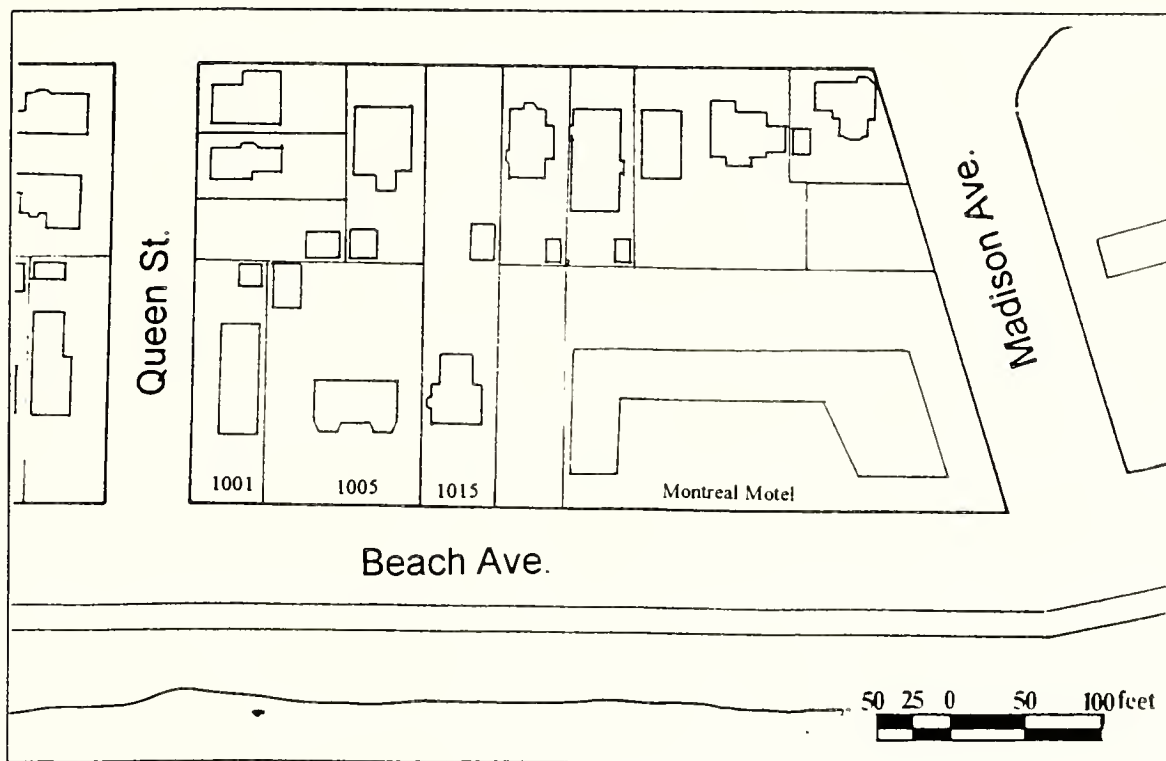 Queen St.
Madison Ave.
1001
1005
1015
Montreal Motel
Beach Ave.
50 25 0 50 100 feet